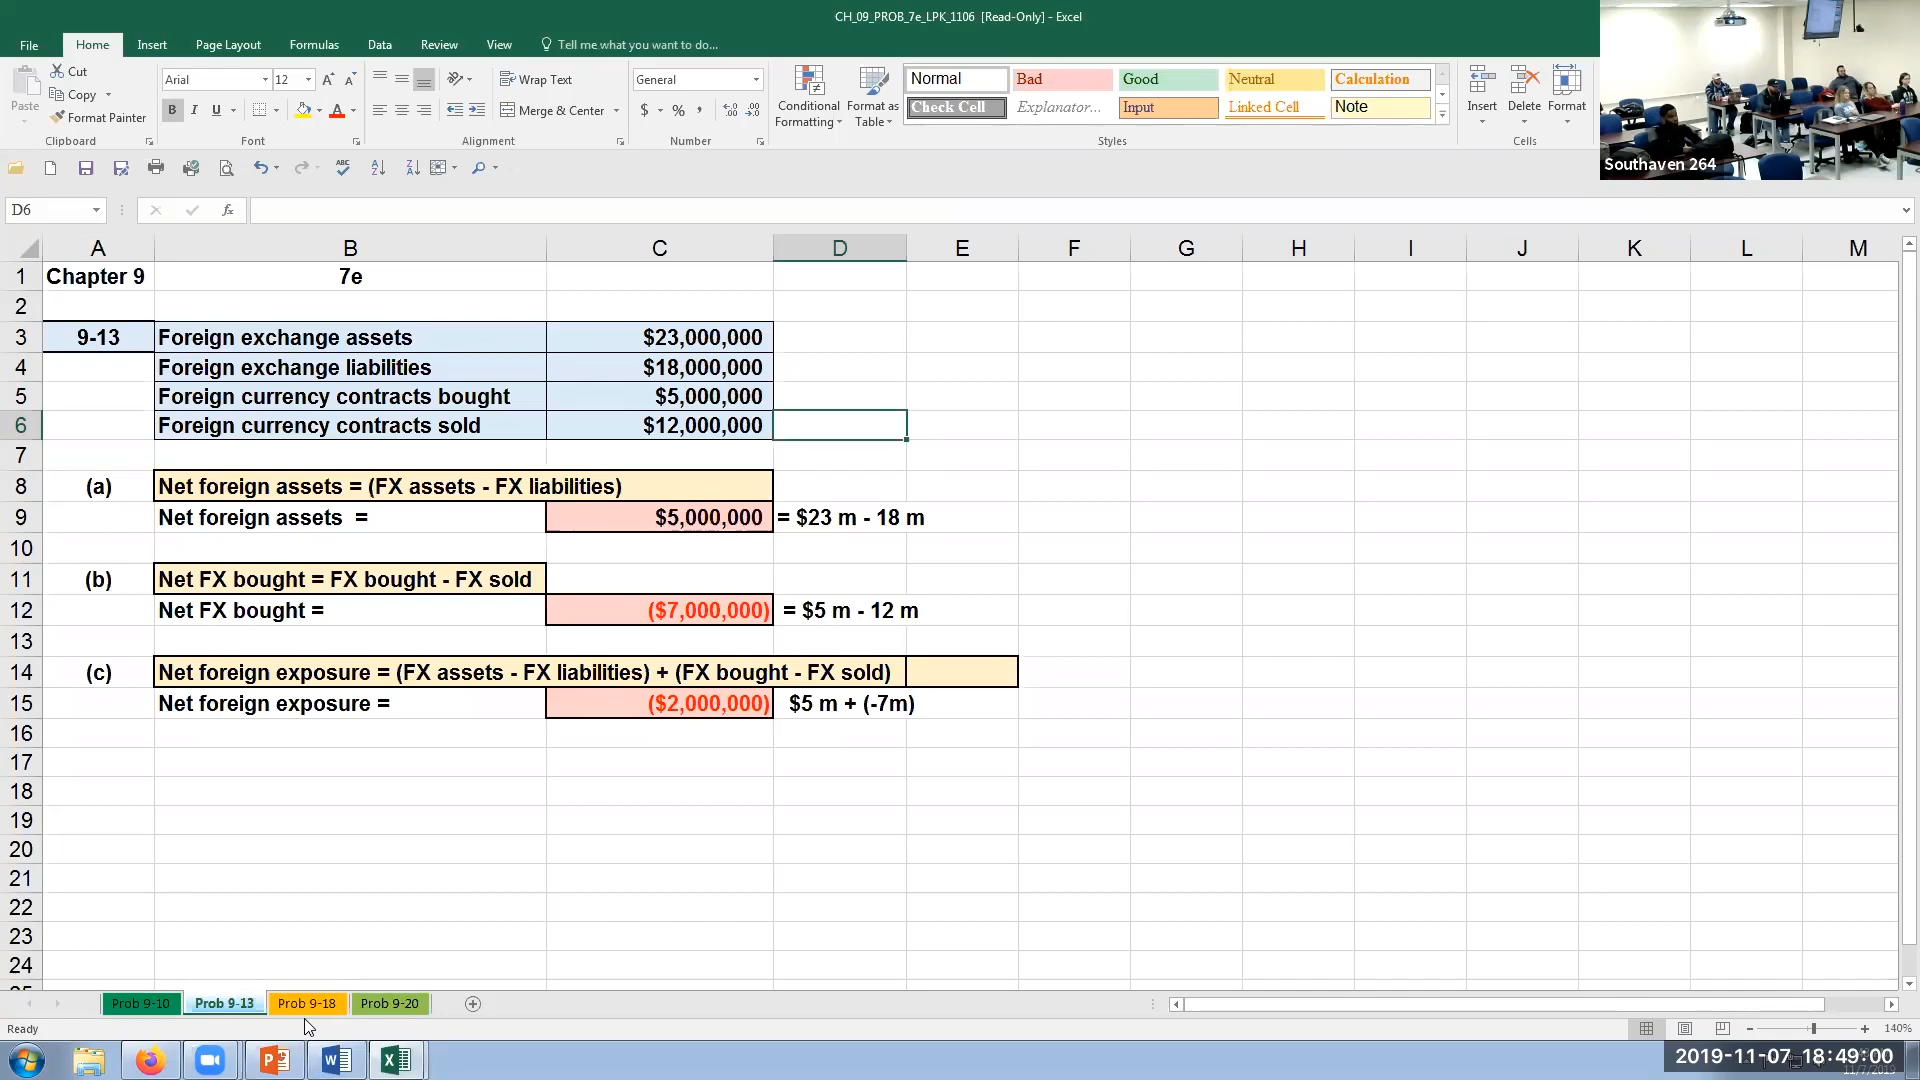 CH_09_PROB_7e_LPK_1106 [Read-Only] - Excel
File Home Insert Page Layout Formulas Data Review View Tell me what you want to do...
Paste Cut Copy Format Painter Clipboard
Arial 12 B I U Font
Wrap Text Merge & Center Alignment
General $ % , Number
Conditional Formatting Format as Table
Normal Bad Good Neutral Calculation
Check Cell Explanator... Input Linked Cell Note
Styles
Insert Delete Format Cells
Southaven 264
D6 fx
A B C D E F G H I J K L M
1 Chapter 9 7e
2
3 9-13 Foreign exchange assets $23,000,000
4 Foreign exchange liabilities $18,000,000
5 Foreign currency contracts bought $5,000,000
6 Foreign currency contracts sold $12,000,000
7
8 (a) Net foreign assets = (FX assets - FX liabilities)
9 Net foreign assets = $5,000,000 = $23 m - 18 m
10
11 (b) Net FX bought = FX bought - FX sold
12 Net FX bought = ($7,000,000) = $5 m - 12 m
13
14 (c) Net foreign exposure = (FX assets - FX liabilities) + (FX bought - FX sold)
15 Net foreign exposure = ($2,000,000) $5 m + (-7m)
16
17
18
19
20
21
22
23
24
Prob 9-10 Prob 9-13 Prob 9-18 Prob 9-20
Ready 140%
2019-11-07 18:49:00
11/7/2019